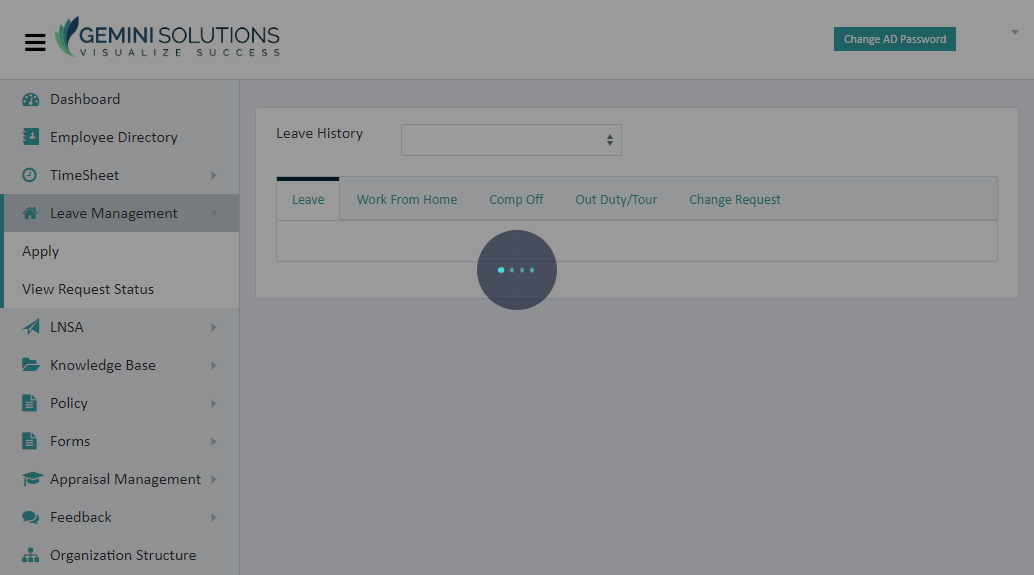 GEMINI SOLUTIONS
VISUALIZE SUCCESS
Change AD Password
Dashboard
Employee Directory
TimeSheet
Leave Management
Apply
View Request Status
LNSA
Knowledge Base
Policy
Forms
Appraisal Management
Feedback
Organization Structure
Leave History
Leave Work From Home Comp Off Out Duty/Tour Change Request